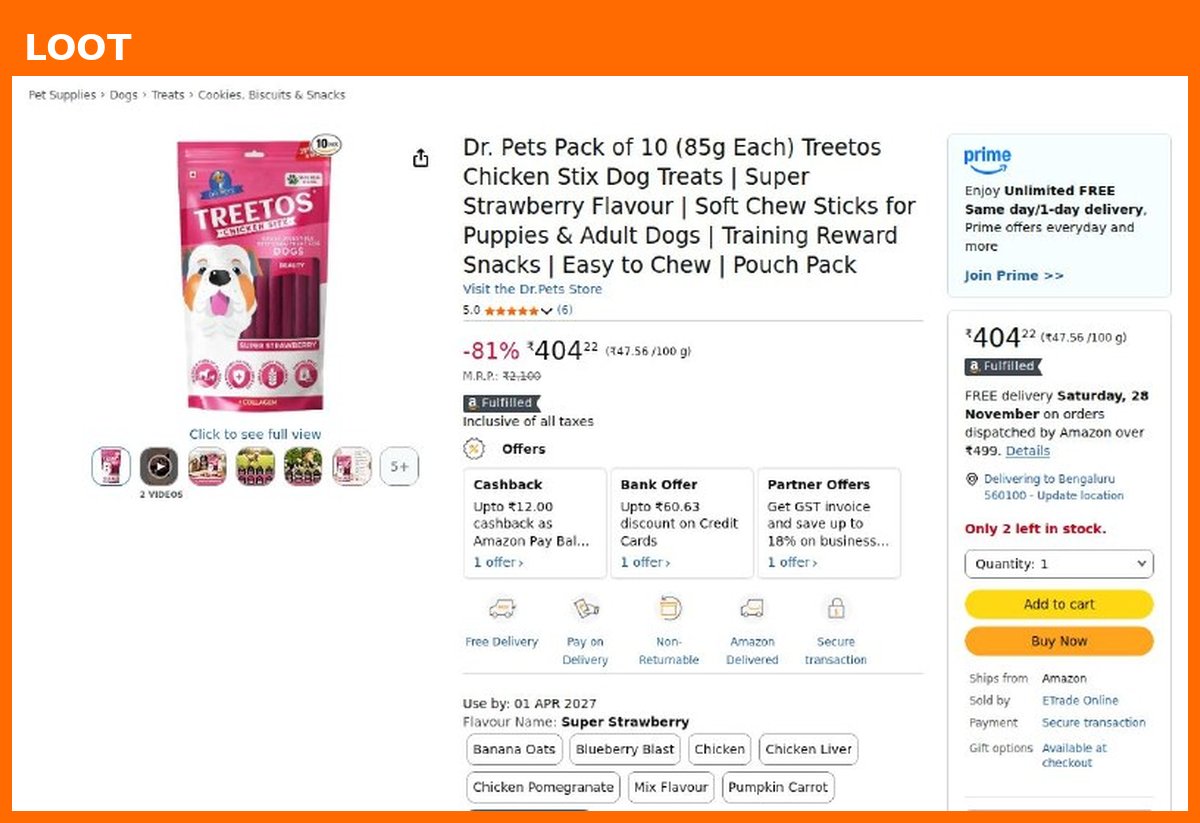 LOOT
Pet Supplies › Dogs › Treats › Cookies, Biscuits & Snacks
10
TREETOS
CHICKEN STIX
DOGS
BEAUTY
SUPER STRAWBERRY
+COLLAGEN
Click to see full view
5+
2 VIDEOS
Dr. Pets Pack of 10 (85g Each) Treetos
Chicken Stix Dog Treats | Super
Strawberry Flavour | Soft Chew Sticks for
Puppies & Adult Dogs | Training Reward
Snacks | Easy to Chew | Pouch Pack
Visit the Dr.Pets Store
5.0 (6)
-81% ₹404.22 (₹47.56 /100 g)
M.R.P.: ₹2,100
a Fulfilled
Inclusive of all taxes
Offers
Cashback
Upto ₹12.00
cashback as
Amazon Pay Bal...
1 offer›
Bank Offer
Upto ₹60.63
discount on Credit
Cards
1 offer›
Partner Offers
Get GST invoice
and save up to
18% on business...
1 offer›
Free Delivery
Pay on
Delivery
Non-
Returnable
Amazon
Delivered
Secure
transaction
Use by: 01 APR 2027
Flavour Name: Super Strawberry
Banana Oats
Blueberry Blast
Chicken
Chicken Liver
Chicken Pomegranate
Mix Flavour
Pumpkin Carrot
prime
Enjoy Unlimited FREE
Same day/1-day delivery,
Prime offers everyday and
more
Join Prime >>
₹404.22 (₹47.56 /100 g)
a Fulfilled
FREE delivery Saturday, 28
November on orders
dispatched by Amazon over
₹499. Details
Delivering to Bengaluru
560100 - Update location
Only 2 left in stock.
Quantity: 1
Add to cart
Buy Now
Ships from Amazon
Sold by ETrade Online
Payment Secure transaction
Gift options Available at
checkout